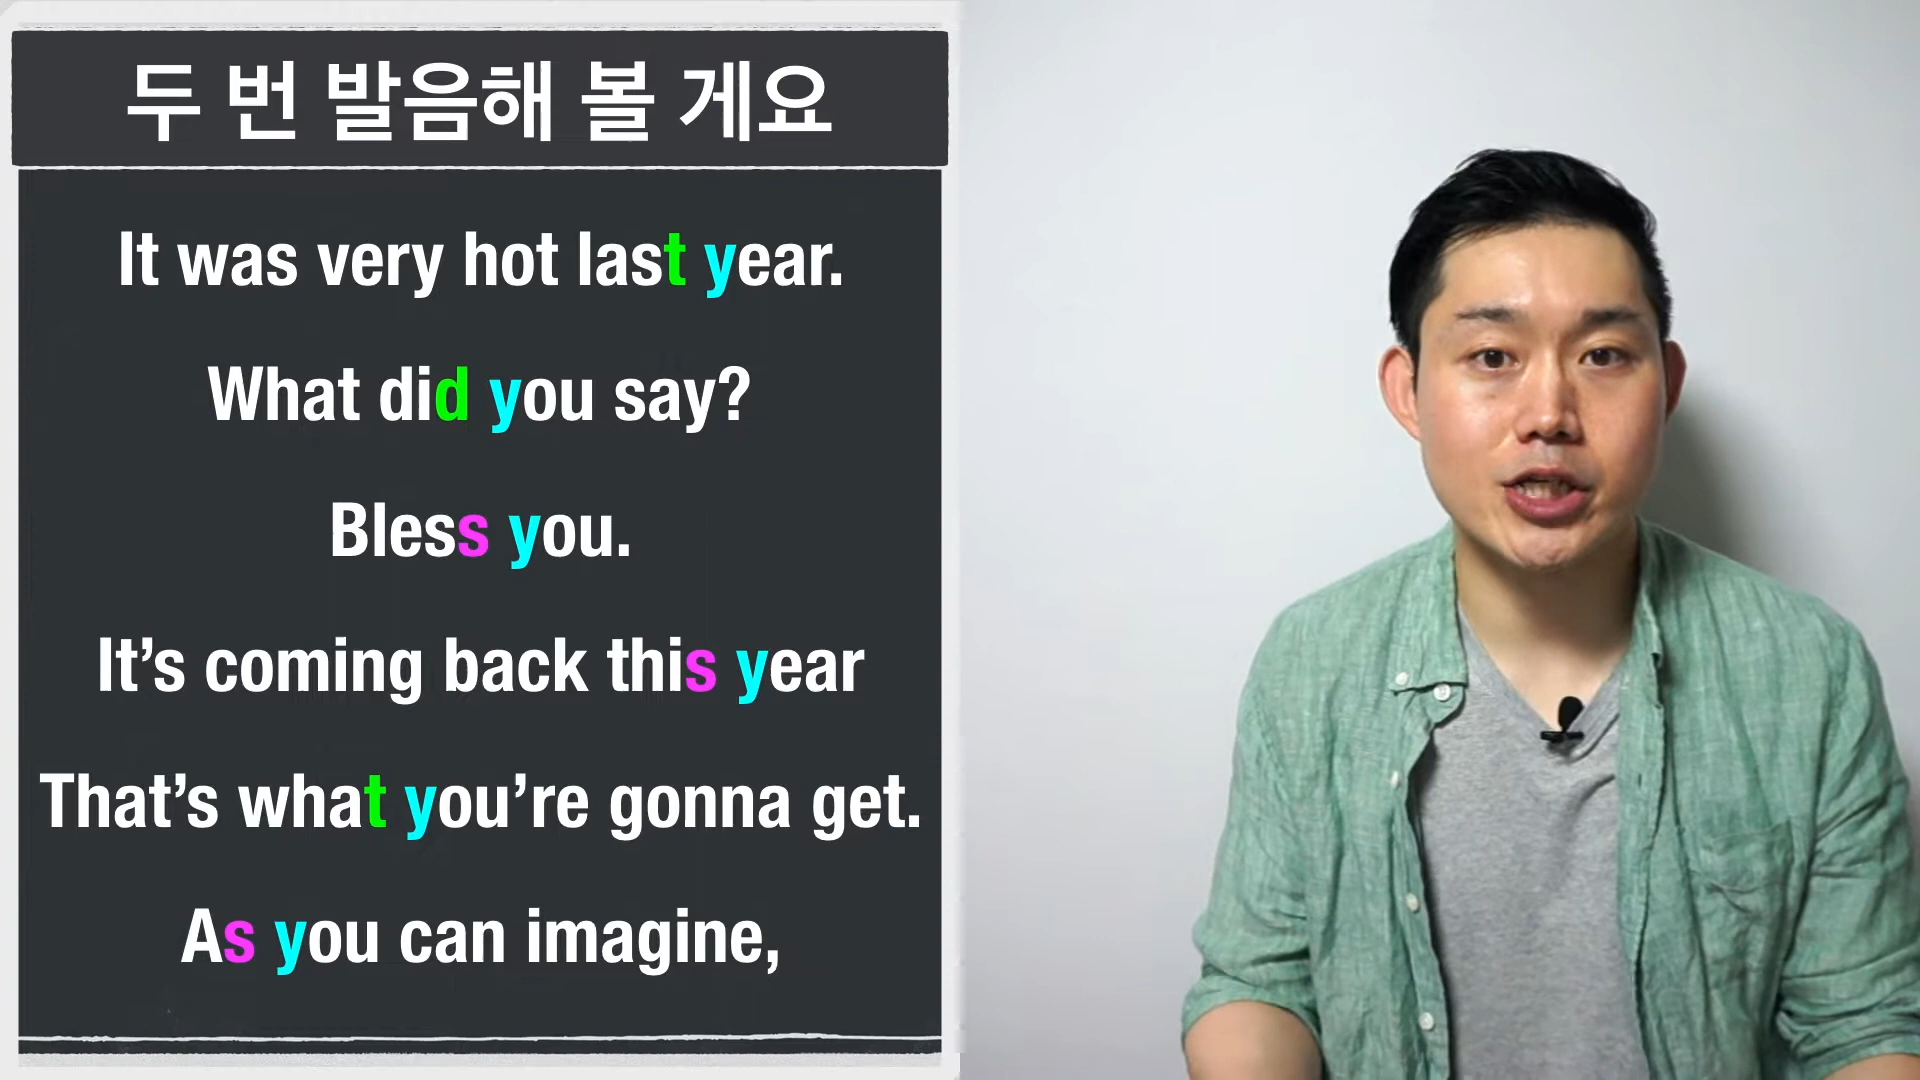 두 번 발음해 볼 게요
It was very hot last year.
What did you say?
Bless you.
It’s coming back this year
That’s what you’re gonna get.
As you can imagine,